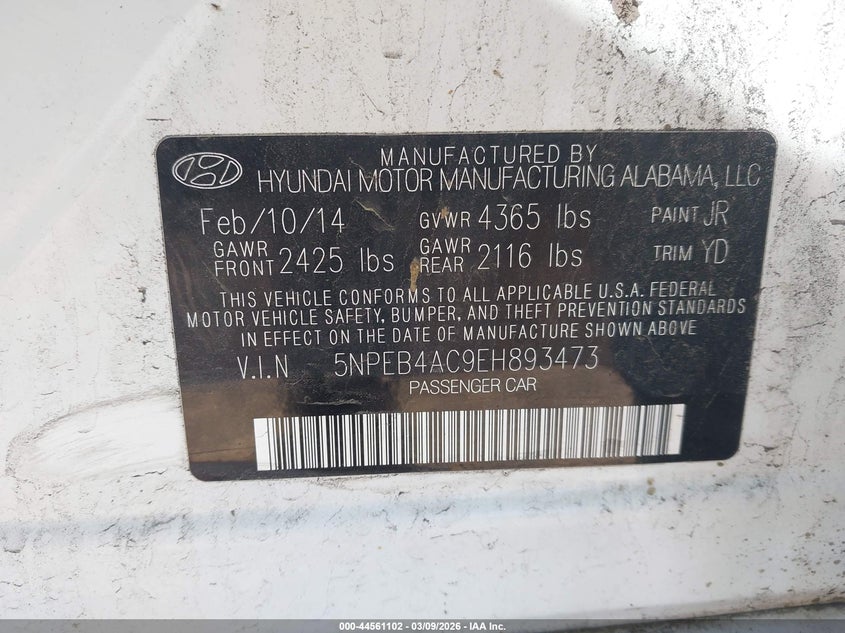 MANUFACTURED BY
HYUNDAI MOTOR MANUFACTURING ALABAMA, LLC
Feb/10/14 GVWR 4365 lbs PAINT JR
GAWR FRONT 2425 lbs GAWR REAR 2116 lbs TRIM YD
THIS VEHICLE CONFORMS TO ALL APPLICABLE U.S.A. FEDERAL
MOTOR VEHICLE SAFETY, BUMPER, AND THEFT PREVENTION STANDARDS
IN EFFECT ON THE DATE OF MANUFACTURE SHOWN ABOVE
V.I.N 5NPEB4AC9EH893473
PASSENGER CAR
000-44561102 — 03/09/2026 — IAA Inc.